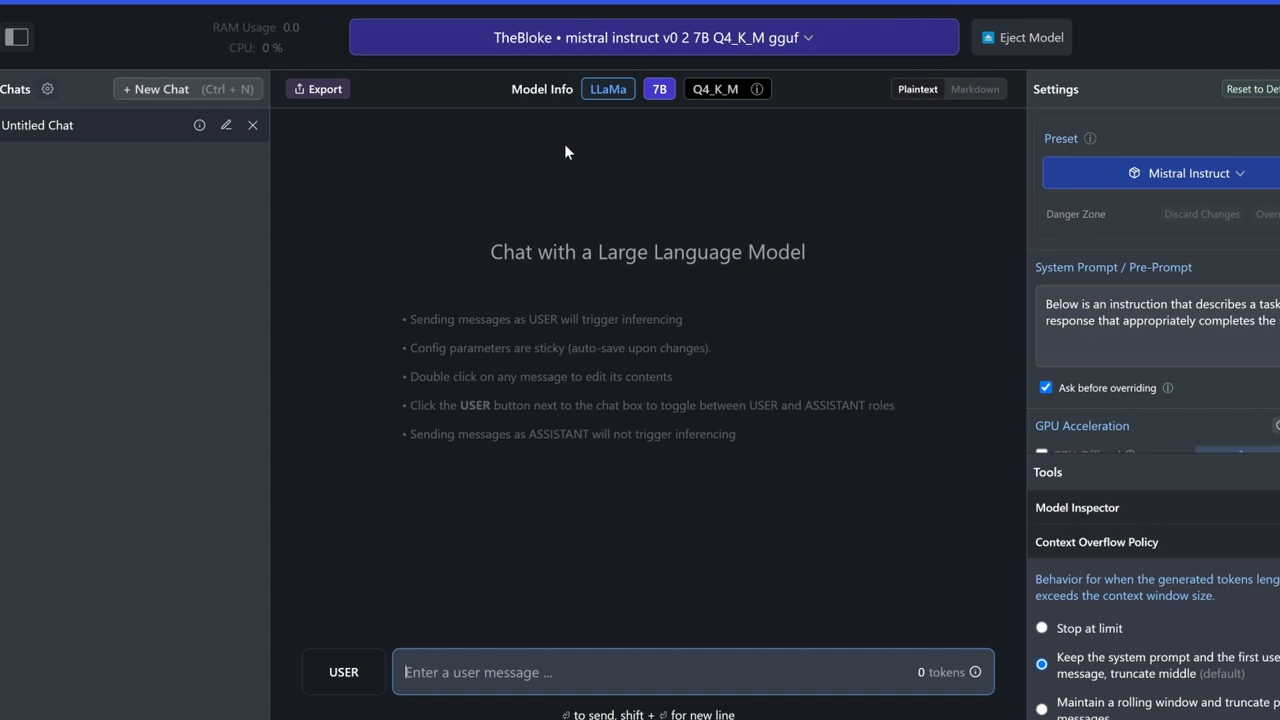 RAM Usage 0.0
CPU: 0 %
TheBloke • mistral instruct v0 2 7B Q4_K_M gguf
Eject Model
Chats
+ New Chat (Ctrl + N)
Untitled Chat
Export
Model Info LLaMa 7B Q4_K_M
Plaintext Markdown
Chat with a Large Language Model
• Sending messages as USER will trigger inferencing
• Config parameters are sticky (auto-save upon changes).
• Double click on any message to edit its contents
• Click the USER button next to the chat box to toggle between USER and ASSISTANT roles
• Sending messages as ASSISTANT will not trigger inferencing
USER
Enter a user message ...
0 tokens
⏎ to send, shift + ⏎ for new line
Settings
Reset to Def
Preset
Mistral Instruct
Danger Zone
Discard Changes
Over
System Prompt / Pre-Prompt
Below is an instruction that describes a task
response that appropriately completes the
Ask before overriding
GPU Acceleration
Tools
Model Inspector
Context Overflow Policy
Behavior for when the generated tokens leng
exceeds the context window size.
Stop at limit
Keep the system prompt and the first use
message, truncate middle (default)
Maintain a rolling window and truncate p
messages